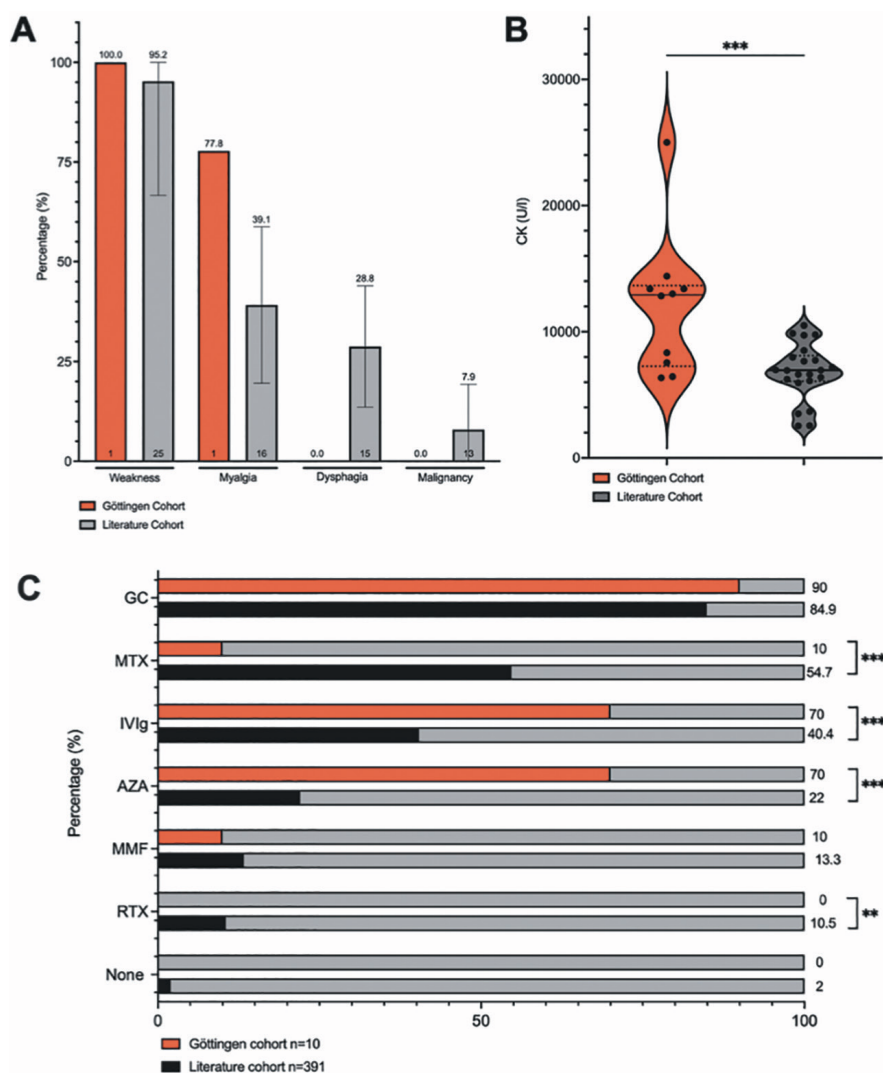 A
100
75
50
25
0
Percentage (%)
100.0
95.2
77.8
39.1
28.8
7.9
0.0
0.0
1
25
1
16
15
13
Weakness
Myalgia
Dysphagia
Malignancy
Göttingen Cohort
Literature Cohort
B
***
30000
20000
10000
0
CK (U/l)
Göttingen Cohort
Literature Cohort
C
Percentage (%)
GC
90
84.9
MTX
10
54.7
***
IVIg
70
40.4
***
AZA
70
22
***
MMF
10
13.3
RTX
0
10.5
**
None
0
2
0
50
100
Göttingen cohort n=10
Literature cohort n=391